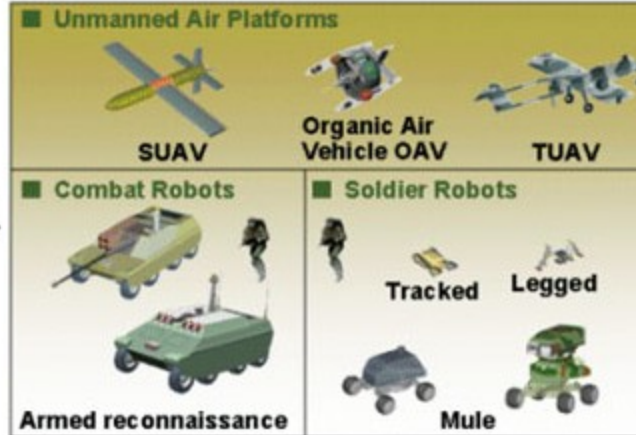 Unmanned Air Platforms
SUAV
Organic Air
Vehicle OAV
TUAV
Combat Robots
Armed reconnaissance
Soldier Robots
Tracked
Legged
Mule